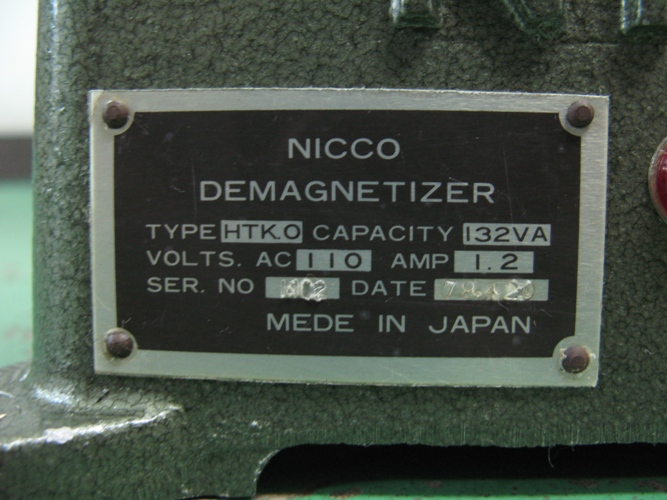 NICCO
DEMAGNETIZER
TYPE HTK.O CAPACITY 132VA
VOLTS. AC 110 AMP 1.2
SER. NO DATE
MEDE IN JAPAN